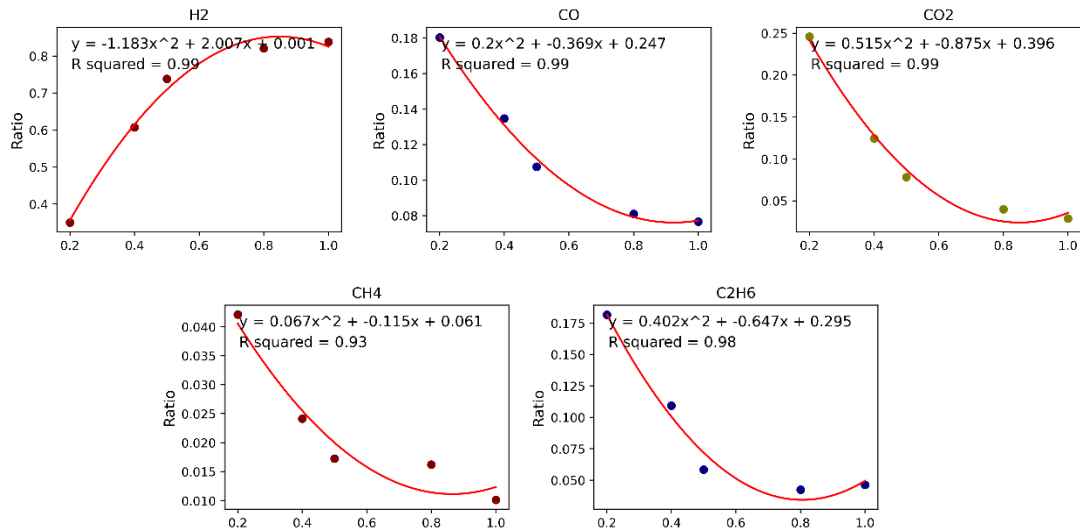 H2
y = -1.183x^2 + 2.007x + 0.001
R squared = 0.99
Ratio
0.8
0.7
0.6
0.5
0.4
0.2 0.4 0.6 0.8 1.0
CO
y = 0.2x^2 + -0.369x + 0.247
R squared = 0.99
Ratio
0.18
0.16
0.14
0.12
0.10
0.08
0.2 0.4 0.6 0.8 1.0
CO2
y = 0.515x^2 + -0.875x + 0.396
R squared = 0.99
Ratio
0.25
0.20
0.15
0.10
0.05
0.2 0.4 0.6 0.8 1.0
CH4
y = 0.067x^2 + -0.115x + 0.061
R squared = 0.93
Ratio
0.040
0.035
0.030
0.025
0.020
0.015
0.010
0.2 0.4 0.6 0.8 1.0
C2H6
y = 0.402x^2 + -0.647x + 0.295
R squared = 0.98
Ratio
0.175
0.150
0.125
0.100
0.075
0.050
0.2 0.4 0.6 0.8 1.0